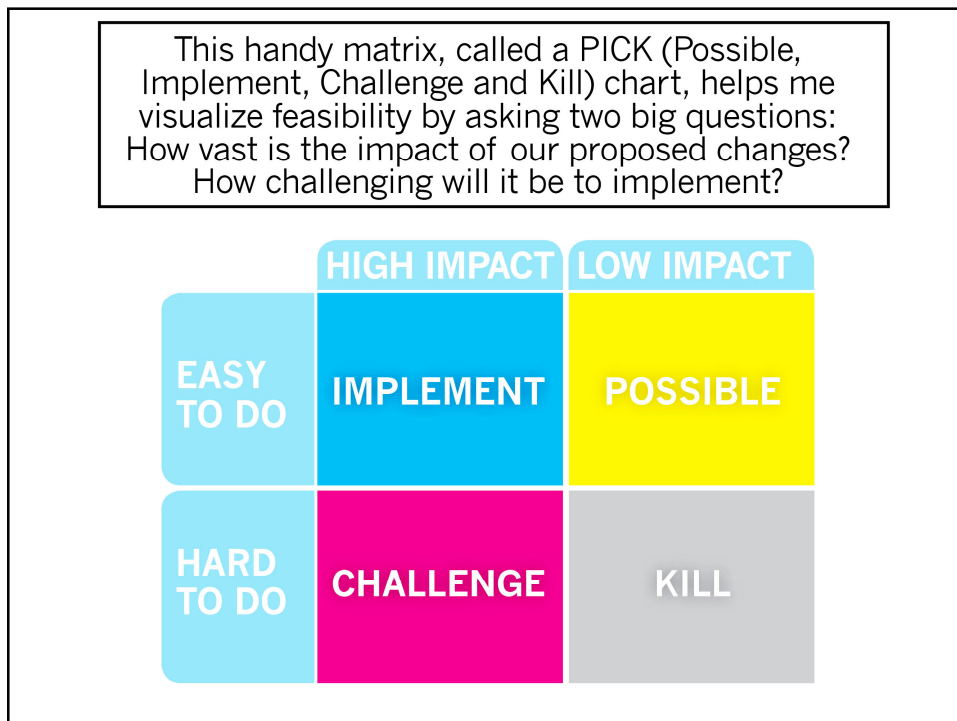 This handy matrix, called a PICK (Possible,
Implement, Challenge and Kill) chart, helps me
visualize feasibility by asking two big questions:
How vast is the impact of our proposed changes?
How challenging will it be to implement?
HIGH IMPACT
LOW IMPACT
EASY
TO DO
IMPLEMENT
POSSIBLE
HARD
TO DO
CHALLENGE
KILL